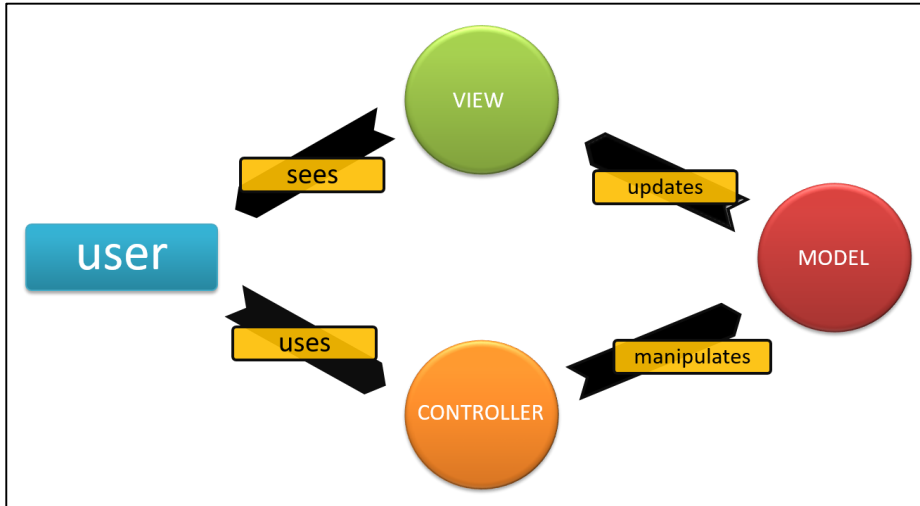 VIEW
sees
updates
user
MODEL
uses
manipulates
CONTROLLER